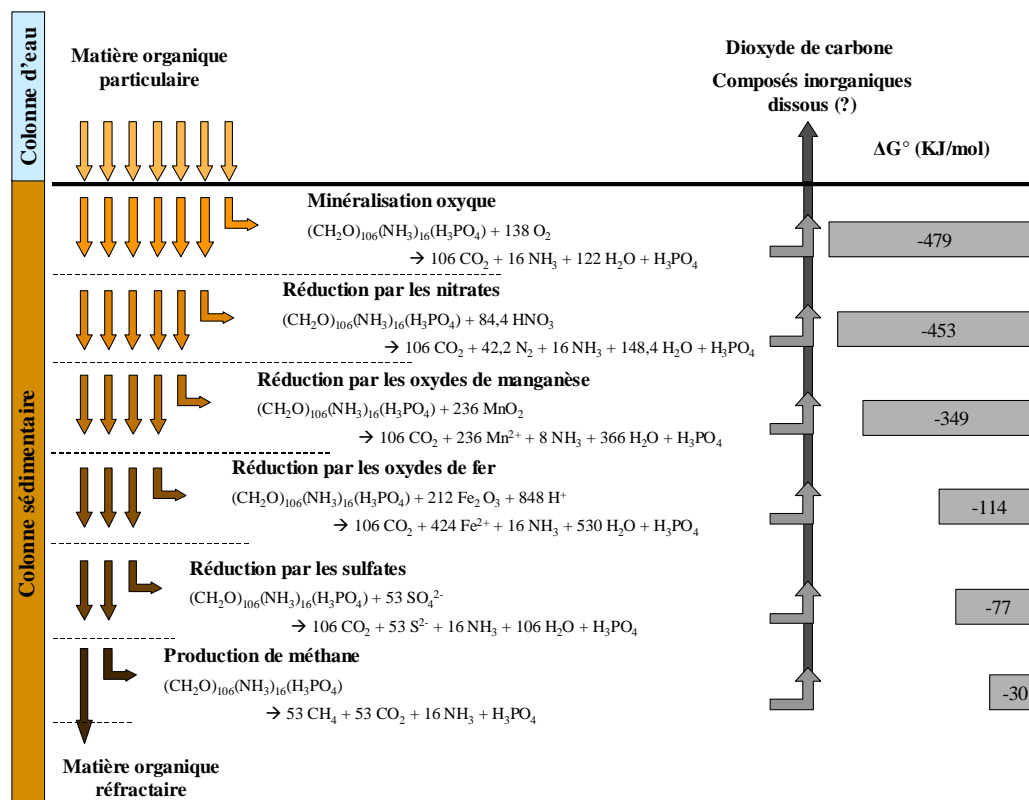 Colonne d'eau
Colonne sédimentaire
Matière organique
particulaire
Dioxyde de carbone
Composés inorganiques
dissous (?)
ΔG° (KJ/mol)
Minéralisation oxyque
(CH₂O)₁₀₆(NH₃)₁₆(H₃PO₄) + 138 O₂
→ 106 CO₂ + 16 NH₃ + 122 H₂O + H₃PO₄
-479
Réduction par les nitrates
(CH₂O)₁₀₆(NH₃)₁₆(H₃PO₄) + 84,4 HNO₃
→ 106 CO₂ + 42,2 N₂ + 16 NH₃ + 148,4 H₂O + H₃PO₄
-453
Réduction par les oxydes de manganèse
(CH₂O)₁₀₆(NH₃)₁₆(H₃PO₄) + 236 MnO₂
→ 106 CO₂ + 236 Mn²⁺ + 8 NH₃ + 366 H₂O + H₃PO₄
-349
Réduction par les oxydes de fer
(CH₂O)₁₀₆(NH₃)₁₆(H₃PO₄) + 212 Fe₂O₃ + 848 H⁺
→ 106 CO₂ + 424 Fe²⁺ + 16 NH₃ + 530 H₂O + H₃PO₄
-114
Réduction par les sulfates
(CH₂O)₁₀₆(NH₃)₁₆(H₃PO₄) + 53 SO₄²⁻
→ 106 CO₂ + 53 S²⁻ + 16 NH₃ + 106 H₂O + H₃PO₄
-77
Production de méthane
(CH₂O)₁₀₆(NH₃)₁₆(H₃PO₄)
→ 53 CH₄ + 53 CO₂ + 16 NH₃ + H₃PO₄
-30
Matière organique
réfractaire